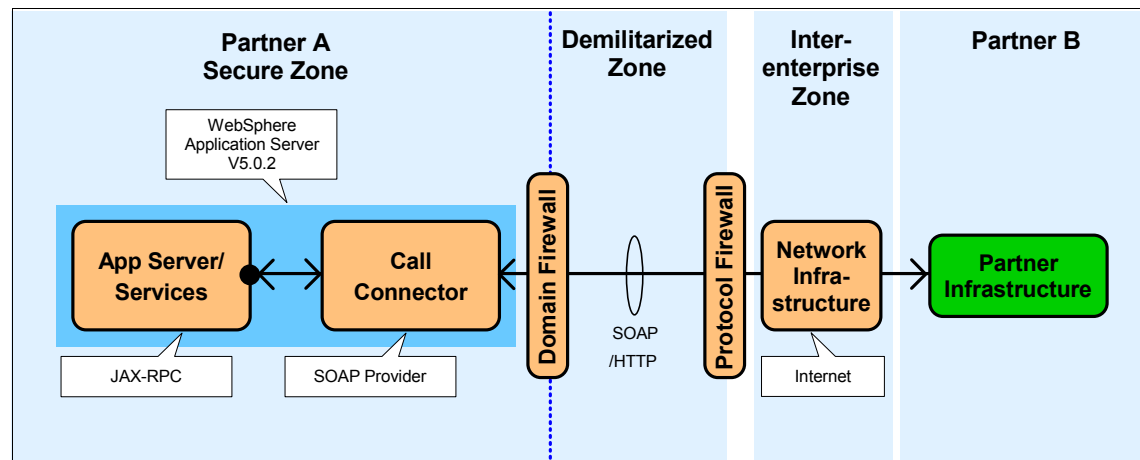 Partner A
Secure Zone
Demilitarized
Zone
Inter-
enterprise
Zone
Partner B
WebSphere
Application Server
V5.0.2
App Server/
Services
Call
Connector
Domain Firewall
SOAP
/HTTP
Protocol Firewall
Network
Infra-
structure
Partner
Infrastructure
JAX-RPC
SOAP Provider
Internet